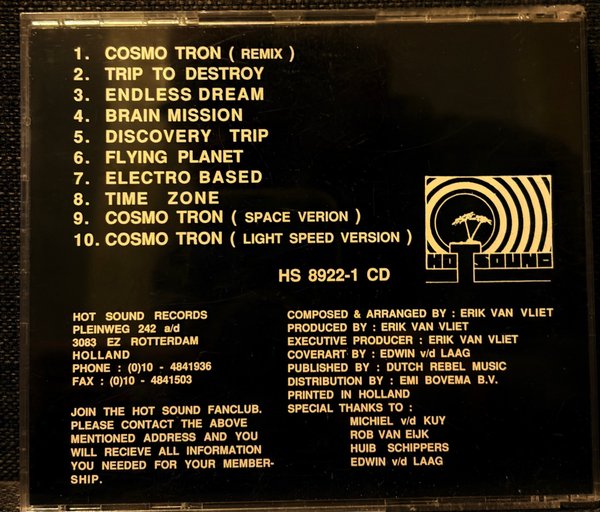 1. COSMO TRON ( REMIX )
2. TRIP TO DESTROY
3. ENDLESS DREAM
4. BRAIN MISSION
5. DISCOVERY TRIP
6. FLYING PLANET
7. ELECTRO BASED
8. TIME ZONE
9. COSMO TRON ( SPACE VERION )
10. COSMO TRON ( LIGHT SPEED VERSION )
HOT SOUND
HS 8922-1 CD
HOT SOUND RECORDS
PLEINWEG 242 a/d
3083 EZ ROTTERDAM
HOLLAND
PHONE : (0)10 - 4841936
FAX : (0)10 - 4841503
JOIN THE HOT SOUND FANCLUB.
PLEASE CONTACT THE ABOVE
MENTIONED ADDRESS AND YOU
WILL RECIEVE ALL INFORMATION
YOU NEEDED FOR YOUR MEMBER-
SHIP.
COMPOSED & ARRANGED BY : ERIK VAN VLIET
PRODUCED BY : ERIK VAN VLIET
EXECUTIVE PRODUCER : ERIK VAN VLIET
COVERART BY : EDWIN v/d LAAG
PUBLISHED BY : DUTCH REBEL MUSIC
DISTRIBUTION BY : EMI BOVEMA B.V.
PRINTED IN HOLLAND
SPECIAL THANKS TO :
MICHIEL v/d KUY
ROB VAN EIJK
HUIB SCHIPPERS
EDWIN v/d LAAG